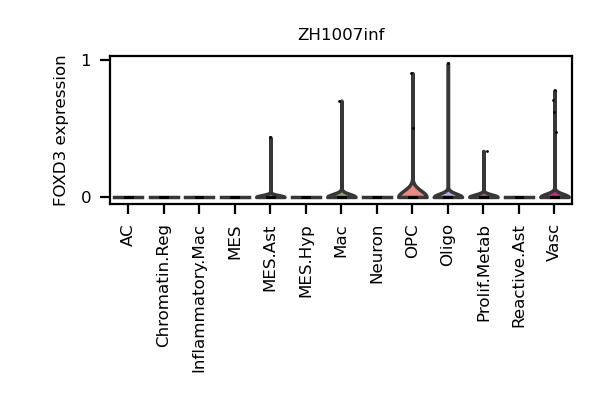 ZH1007inf
FOXD3 expression
1
0
AC
Chromatin.Reg
Inflammatory.Mac
MES
MES.Ast
MES.Hyp
Mac
Neuron
OPC
Oligo
Prolif.Metab
Reactive.Ast
Vasc